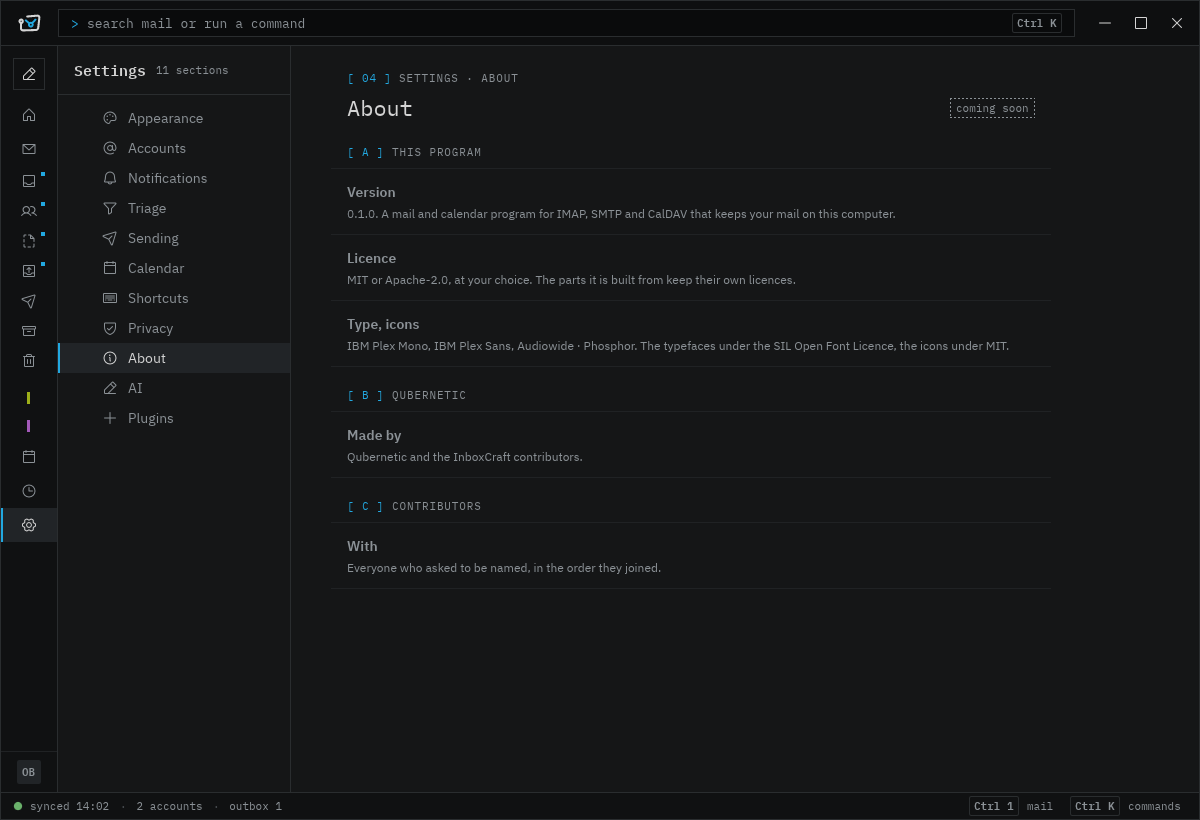 > search mail or run a command
Ctrl K
Settings 11 sections
Appearance
Accounts
Notifications
Triage
Sending
Calendar
Shortcuts
Privacy
About
AI
Plugins
[ 04 ] SETTINGS · ABOUT
About
coming soon
[ A ] THIS PROGRAM
Version
0.1.0. A mail and calendar program for IMAP, SMTP and CalDAV that keeps your mail on this computer.
Licence
MIT or Apache-2.0, at your choice. The parts it is built from keep their own licences.
Type, icons
IBM Plex Mono, IBM Plex Sans, Audiowide · Phosphor. The typefaces under the SIL Open Font Licence, the icons under MIT.
[ B ] QUBERNETIC
Made by
Qubernetic and the InboxCraft contributors.
[ C ] CONTRIBUTORS
With
Everyone who asked to be named, in the order they joined.
OB
synced 14:02 · 2 accounts · outbox 1
Ctrl 1 mail
Ctrl K commands